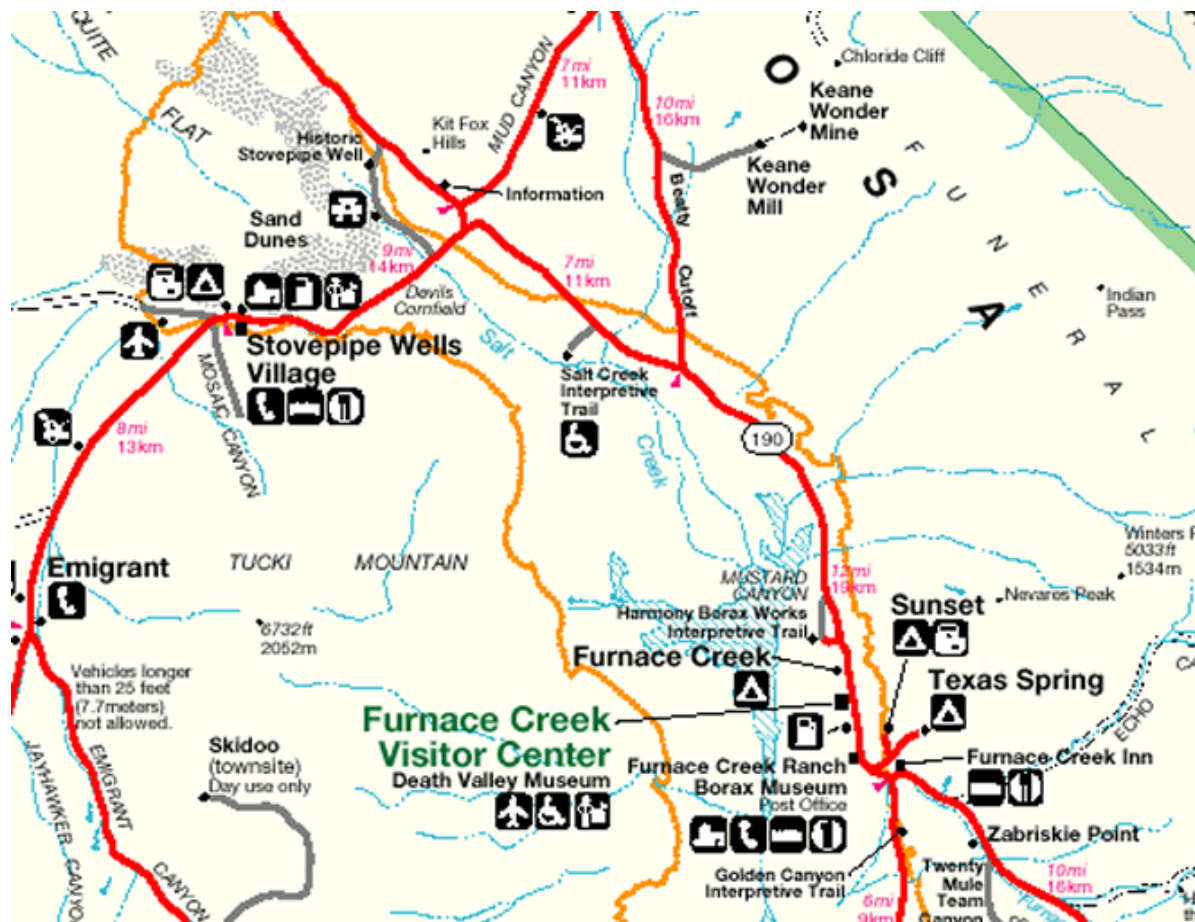 QUITE
FLAT
Historic
Stovepipe Well
Kit Fox
Hills
MUD CANYON
7mi
11km
10mi
16km
Chloride Cliff
Keane
Wonder
Mine
Keane
Wonder
Mill
Information
Beatty
Cutoff
O
S
A
FUNERAL
Indian
Pass
Sand
Dunes
9mi
14km
7mi
11km
Devils
Cornfield
Stovepipe Wells
Village
MOSAIC CANYON
Salt
Creek
Salt Creek
Interpretive
Trail
190
8mi
13km
Emigrant
TUCKI MOUNTAIN
6732ft
2052m
Vehicles longer
than 25 feet
(7.7meters)
not allowed.
Winters
5033ft
1534m
Nevares Peak
12mi
19km
MUSTARD
CANYON
Harmony Borax Works
Interpretive Trail
Sunset
Furnace Creek
Texas Spring
ECHO
CA
Furnace Creek
Visitor Center
Death Valley Museum
Skidoo
(townsite)
Day use only
JAYHAWKER CANYO
EMIGRANT
CANYON
Furnace Creek Ranch
Borax Museum
Post Office
Furnace Creek Inn
Zabriskie Point
Golden Canyon
Interpretive Trail
Twenty
Mule
Team
Canyon
10mi
16km
6mi
9km